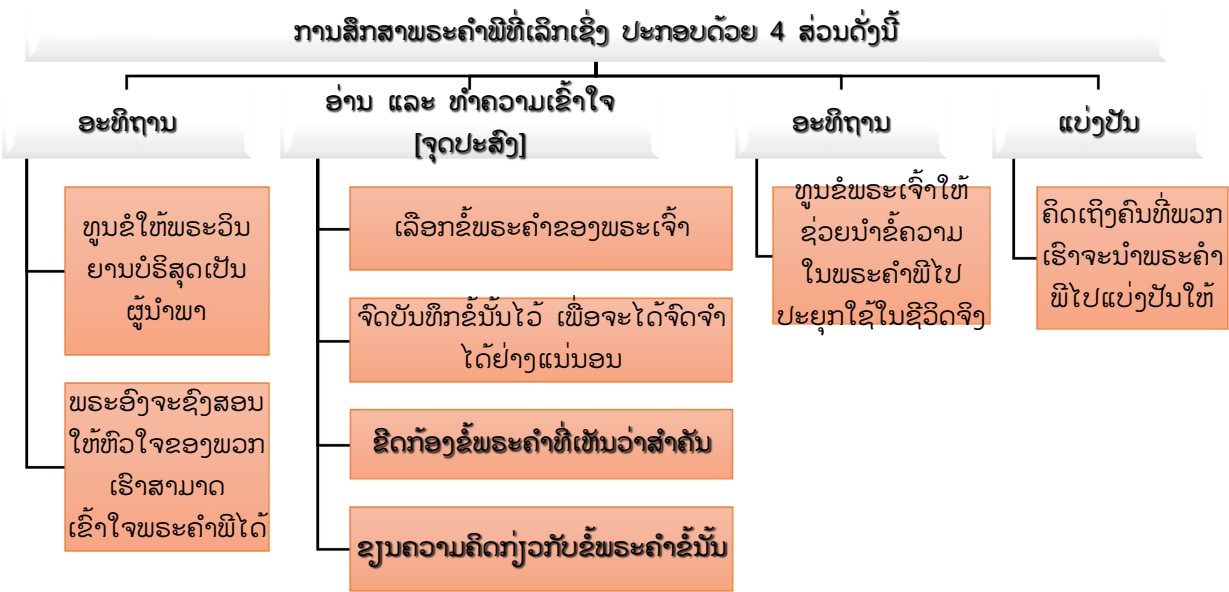 ການສຶກສາພຣະຄຳພີທີ່ເລິກເຊິ່ງ ປະກອບດ້ວຍ 4 ສ່ວນດັ່ງນີ້
ອະທິຖານ
ທູນຂໍໃຫ້ພຣະວິນ
ຍານບໍຣິສຸດເປັນ
ຜູ້ນຳພາ
ພຣະອົງຈະຊົງສອນ
ໃຫ້ຫົວໃຈຂອງພວກ
ເຮົາສາມາດ
ເຂົ້າໃຈພຣະຄຳພີໄດ້
ອ່ານ ແລະ ທຳຄວາມເຂົ້າໃຈ
[ຈຸດປະສົງ]
ເລືອກຂໍ້ພຣະຄຳຂອງພຣະເຈົ້າ
ຈົດບັນທຶກຂໍ້ນັ້ນໄວ້ ເພື່ອຈະໄດ້ຈົດຈຳ
ໄດ້ຢ່າງແນ່ນອນ
ຂີດກ້ອງຂໍ້ພຣະຄຳທີ່ເຫັນວ່າສຳຄັນ
ຂຽນຄວາມຄິດກ່ຽວກັບຂໍ້ພຣະຄຳຂໍ້ນັ້ນ
ອະທິຖານ
ທູນຂໍພຣະເຈົ້າໃຫ້
ຊ່ວຍນຳຂໍ້ຄວາມ
ໃນພຣະຄຳພີໄປ
ປະຍຸກໃຊ້ໃນຊີວິດຈິງ
ແບ່ງປັນ
ຄິດເຖິງຄົນທີ່ພວກ
ເຮົາຈະນຳພຣະຄຳ
ພີໄປແບ່ງປັນໃຫ້